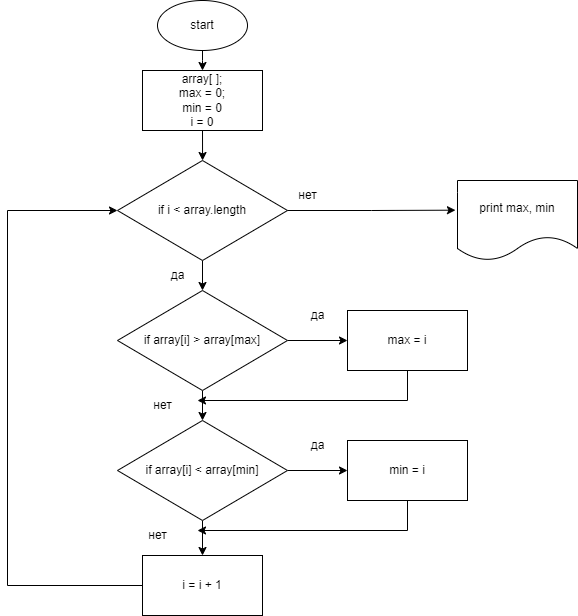 start
array[ ];
max = 0;
min = 0
i = 0
if i < array.length
нет
print max, min
да
if array[i] > array[max]
да
max = i
нет
if array[i] < array[min]
да
min = i
нет
i = i + 1